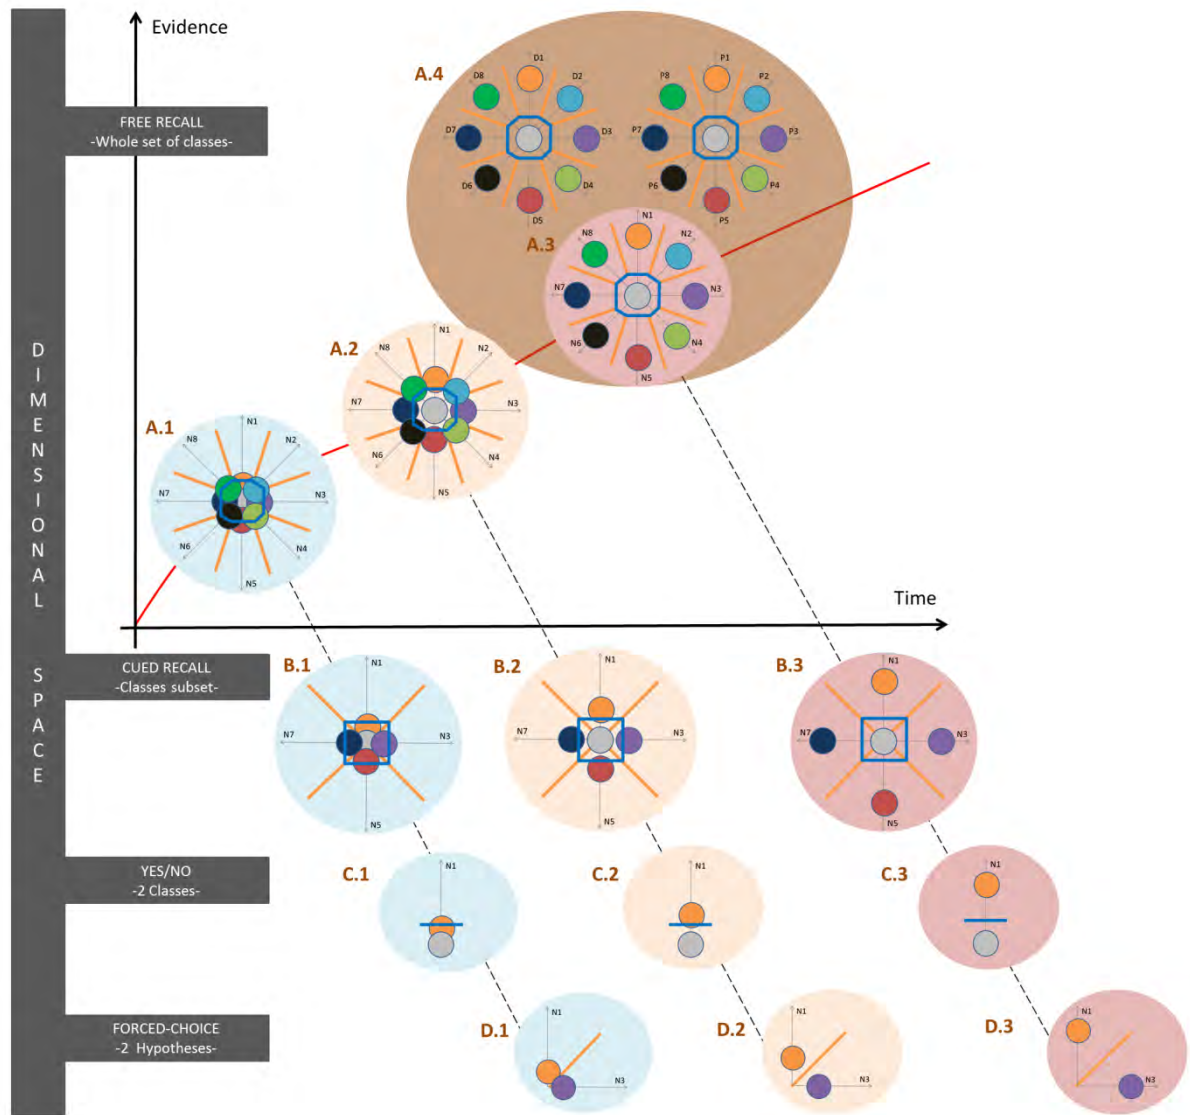 Evidence
FREE RECALL
-Whole set of classes-
A.4
D1
D2
D3
D4
D5
D6
D7
D8
P1
P2
P3
P4
P5
P6
P7
P8
A.3
N1
N2
N3
N4
N5
N6
N7
N8
A.2
N1
N2
N3
N4
N5
N6
N7
N8
A.1
N1
N2
N3
N4
N5
N6
N7
N8
Time
DIMENSIONAL SPACE
CUED RECALL
-Classes subset-
B.1
N1
N3
N5
N7
B.2
N1
N3
N5
N7
B.3
N1
N3
N5
N7
YES/NO
-2 Classes-
C.1
N1
C.2
N1
C.3
N1
FORCED-CHOICE
-2 Hypotheses-
D.1
N1
N3
D.2
N1
N3
D.3
N1
N3